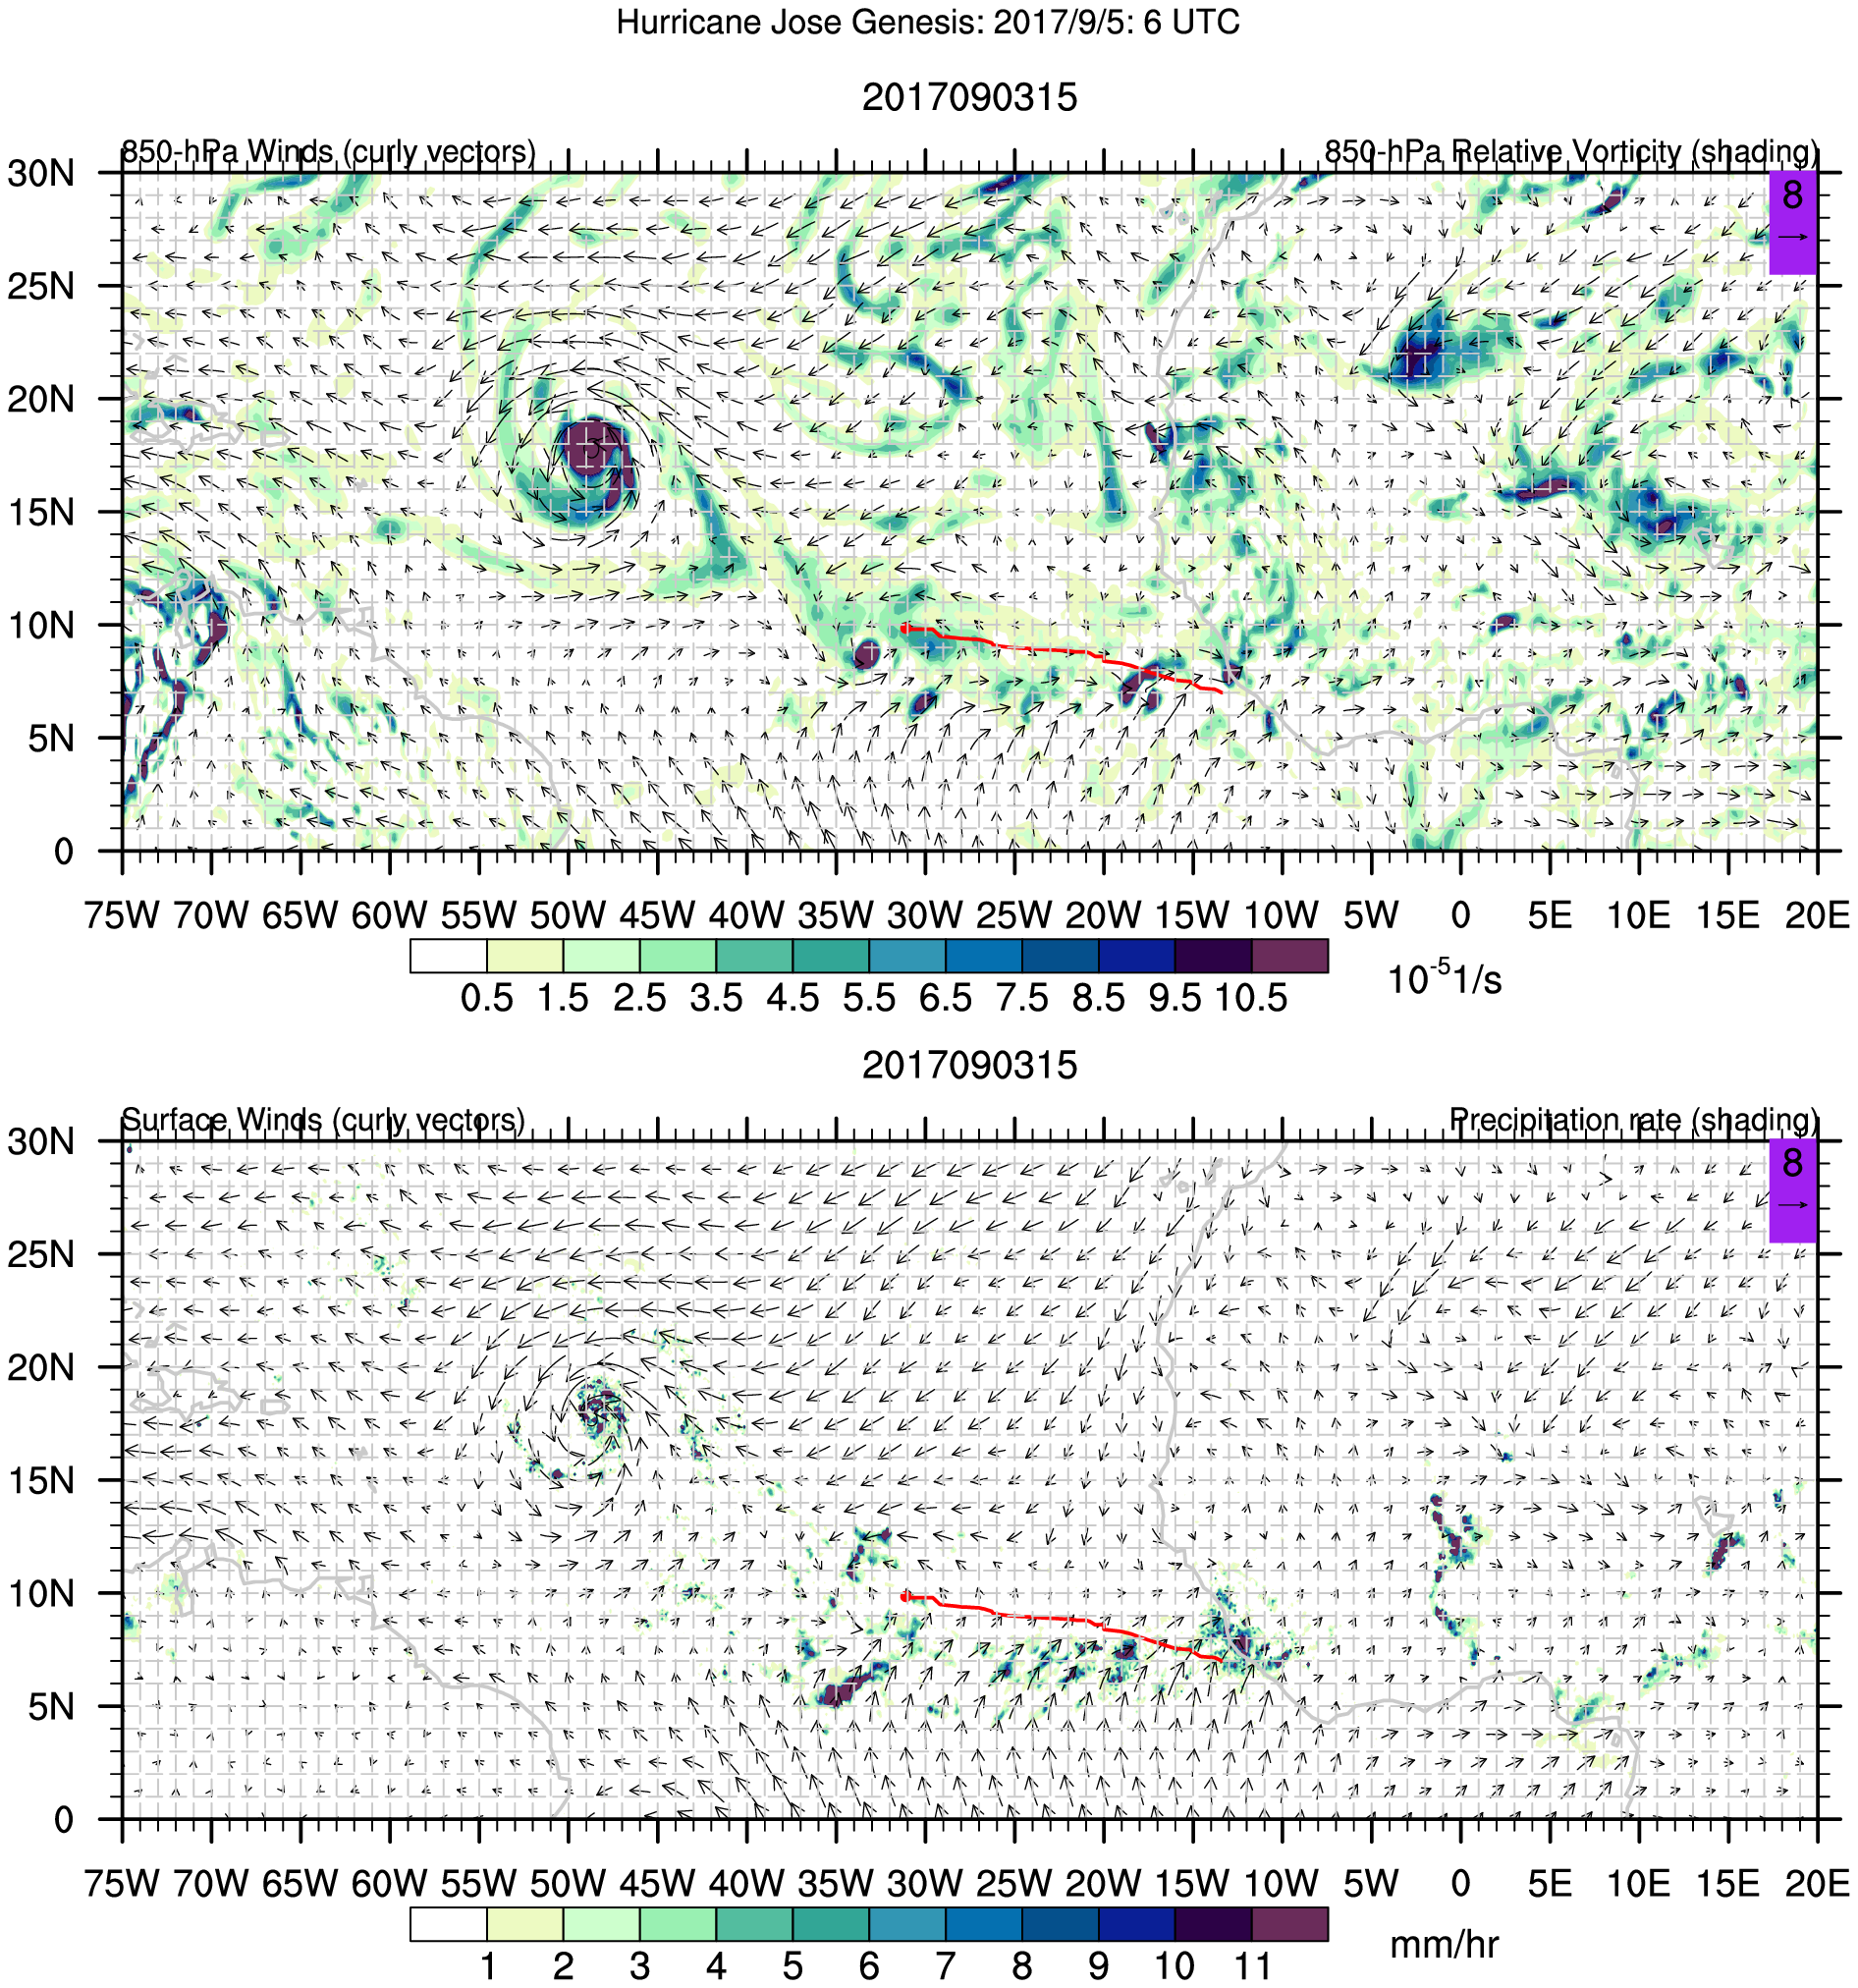 Hurricane Jose Genesis: 2017/9/5: 6 UTC
2017090315
850-hPa Winds (curly vectors) 850-hPa Relative Vorticity (shading)
8
30N
25N
20N
15N
10N
5N
0
75W 70W 65W 60W 55W 50W 45W 40W 35W 30W 25W 20W 15W 10W 5W 0 5E 10E 15E 20E
0.5 1.5 2.5 3.5 4.5 5.5 6.5 7.5 8.5 9.5 10.5
10⁻⁵1/s
2017090315
Surface Winds (curly vectors) Precipitation rate (shading)
8
30N
25N
20N
15N
10N
5N
0
75W 70W 65W 60W 55W 50W 45W 40W 35W 30W 25W 20W 15W 10W 5W 0 5E 10E 15E 20E
1 2 3 4 5 6 7 8 9 10 11
mm/hr